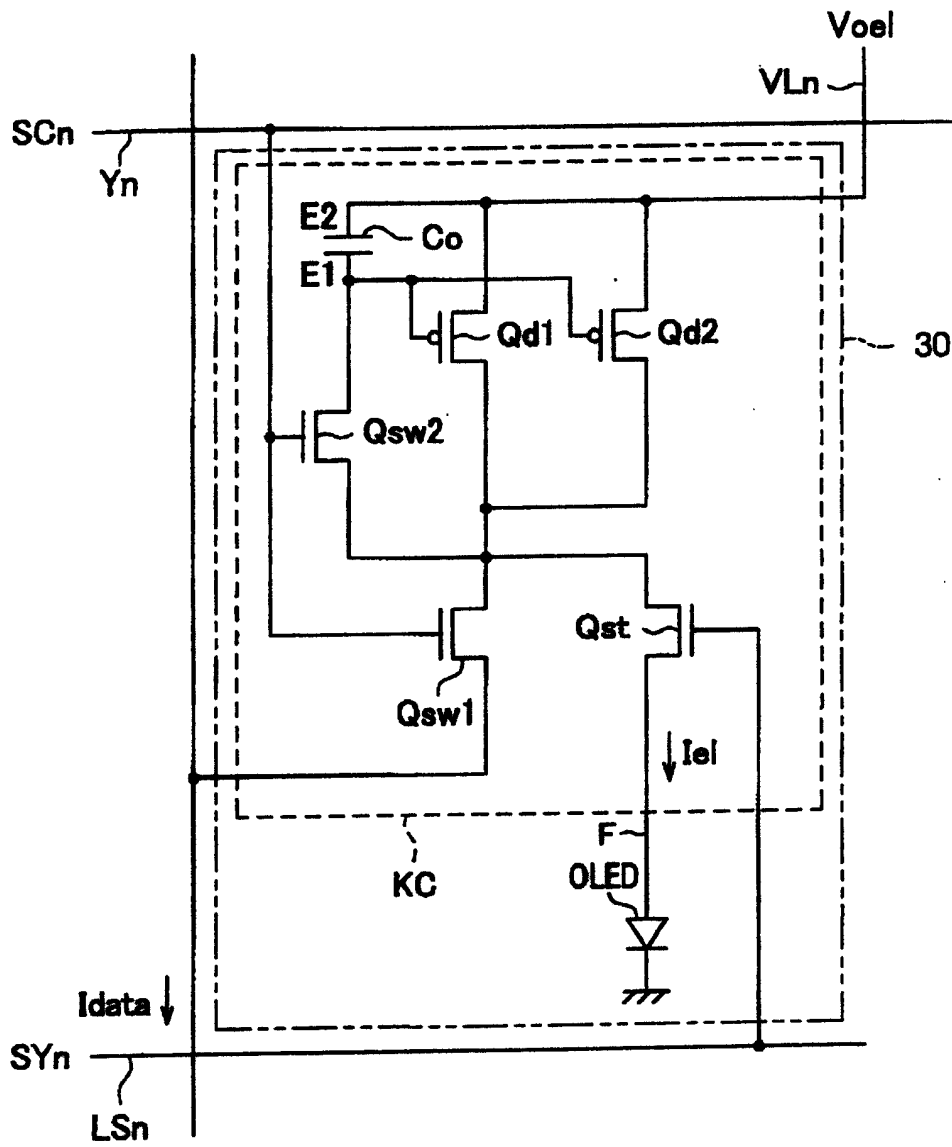 Voel
VLn
SCn
Yn
E2
Co
E1
Qd1
Qd2
30
Qsw2
Qst
Qsw1
Iel
F
KC
OLED
Idata
SYn
LSn